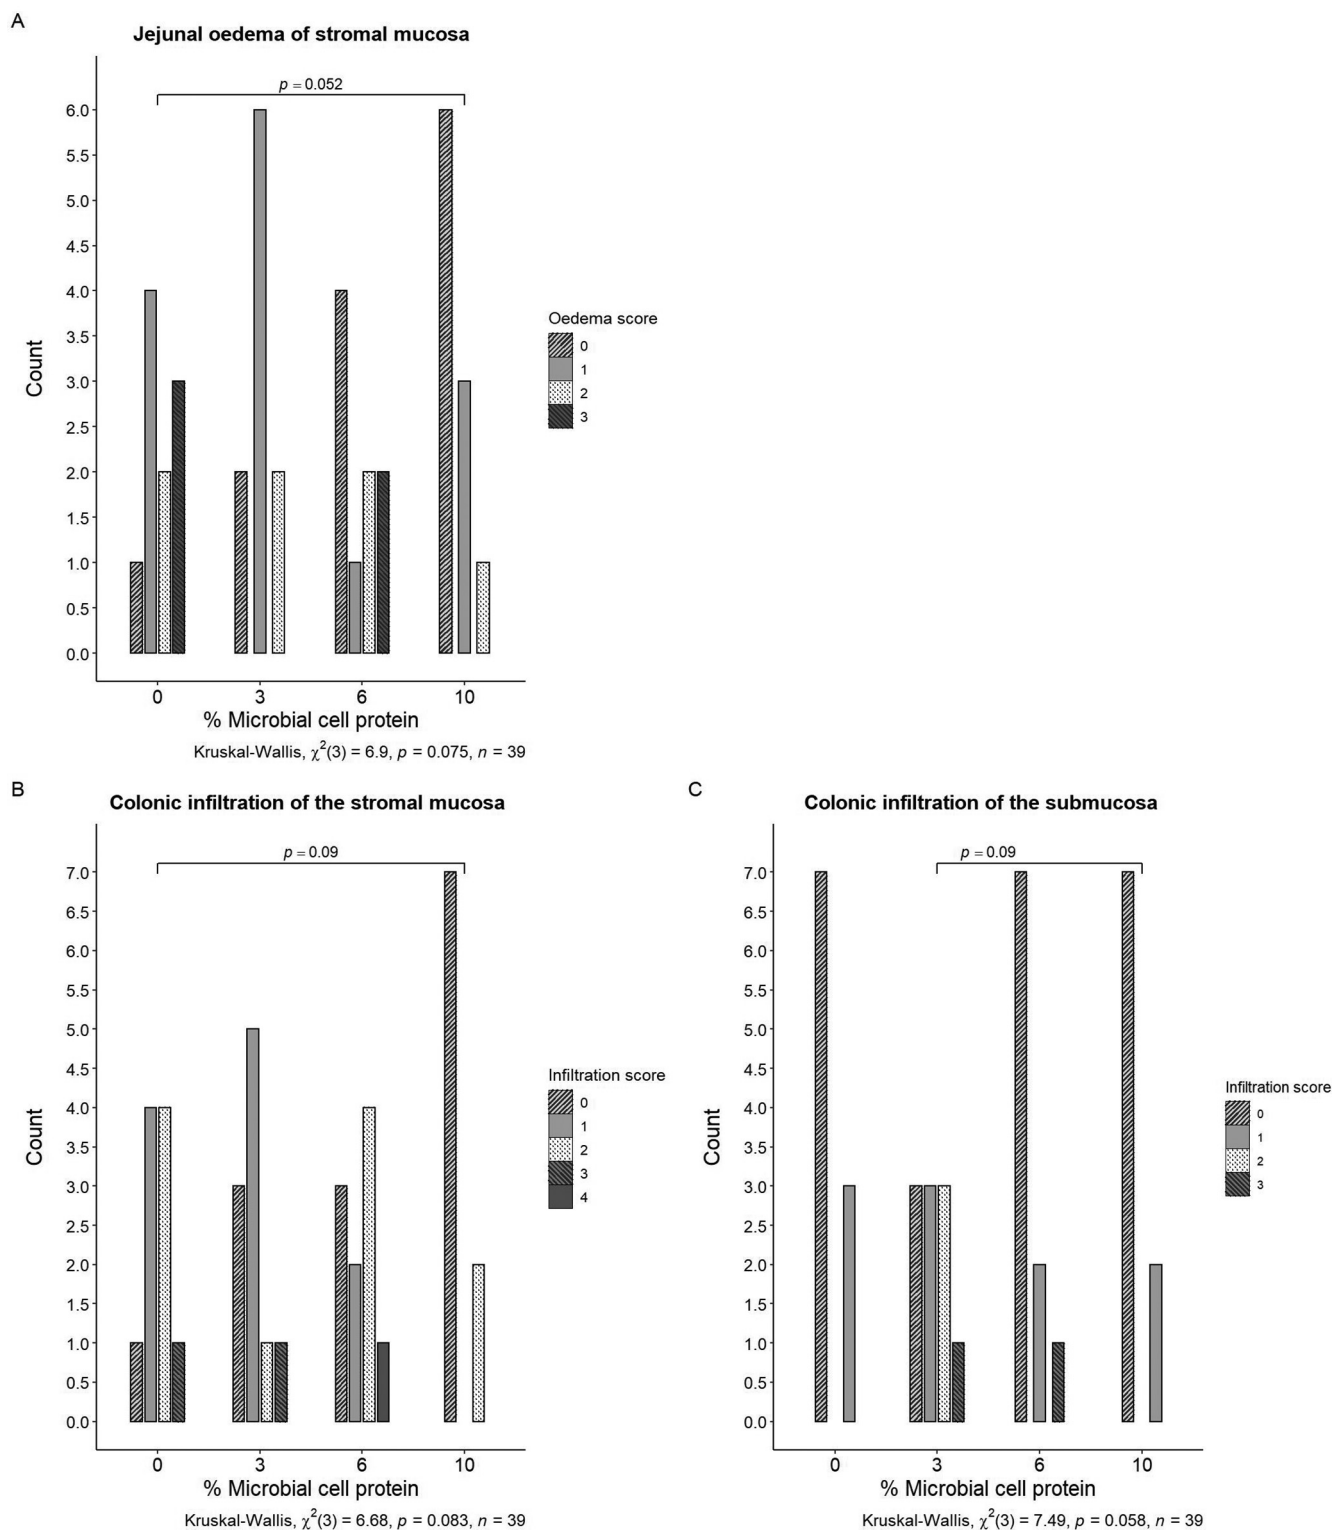 A
Jejunal oedema of stromal mucosa
p = 0.052
6.0
5.5
5.0
4.5
4.0
3.5
3.0
2.5
2.0
1.5
1.0
0.5
0.0
Count
0 3 6 10
% Microbial cell protein
Kruskal-Wallis, χ²(3) = 6.9, p = 0.075, n = 39
Oedema score
0
1
2
3
B
Colonic infiltration of the stromal mucosa
p = 0.09
7.0
6.5
6.0
5.5
5.0
4.5
4.0
3.5
3.0
2.5
2.0
1.5
1.0
0.5
0.0
Count
0 3 6 10
% Microbial cell protein
Kruskal-Wallis, χ²(3) = 6.68, p = 0.083, n = 39
Infiltration score
0
1
2
3
4
C
Colonic infiltration of the submucosa
p = 0.09
7.0
6.5
6.0
5.5
5.0
4.5
4.0
3.5
3.0
2.5
2.0
1.5
1.0
0.5
0.0
Count
0 3 6 10
% Microbial cell protein
Kruskal-Wallis, χ²(3) = 7.49, p = 0.058, n = 39
Infiltration score
0
1
2
3